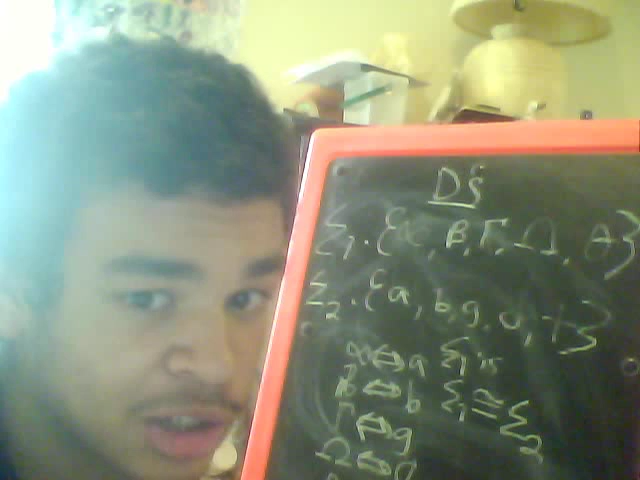 DS
Σ₁.{α, B, Γ, Ω, θ}
Σ₂.{a, b, g, o, t}
α ⇔ a Σ₁ is
B ⇔ b Σ₁ ≅ Σ₂
Γ ⇔ g
Ω ⇔ o